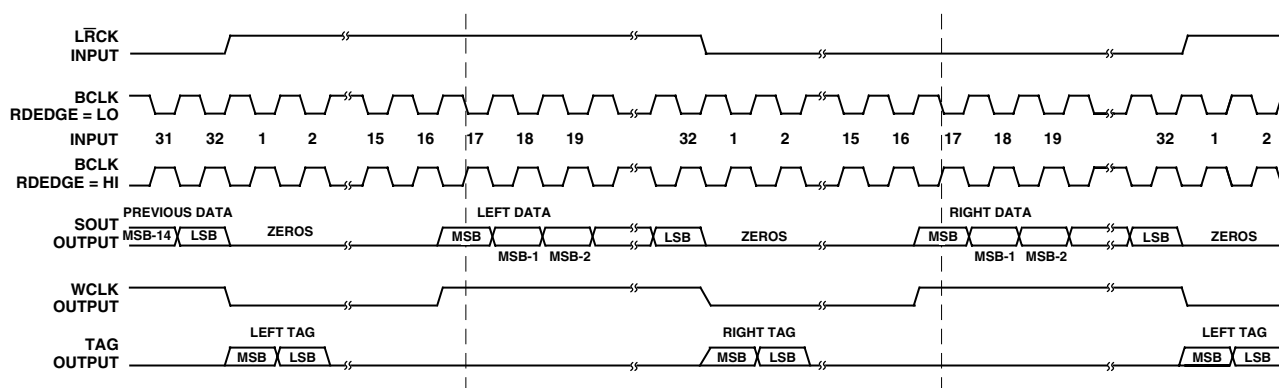 LR̅CK
INPUT
BCLK
RDEDGE = LO
INPUT 31 32 1 2 15 16 17 18 19 32 1 2 15 16 17 18 19 32 1 2
BCLK
RDEDGE = HI
PREVIOUS DATA LEFT DATA RIGHT DATA
SOUT
OUTPUT
MSB-14 LSB ZEROS MSB LSB ZEROS MSB LSB ZEROS
MSB-1 MSB-2 MSB-1 MSB-2
WCLK
OUTPUT
LEFT TAG RIGHT TAG LEFT TAG
TAG
OUTPUT
MSB LSB MSB LSB MSB LSB